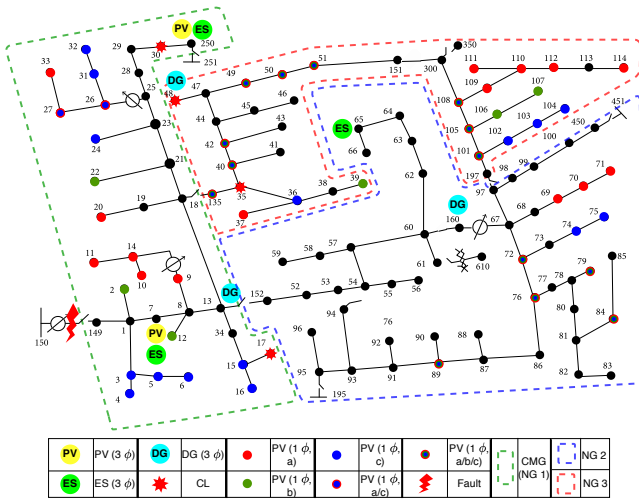 PV ES
32 29 30 250 51 350
33 DG 49 50 300
31 28 251 151 111 110 112 113 114
48 47 46 109 107
27 26 25 45 108 106 104 451
23 44 43 ES 64 105 103 450
24 42 65 63 102 100
22 21 40 41 66 101 99
35 36 38 39 62 197 98 71
20 19 18 135 DG 97 70
37 160 67 68 69 75
11 14 60 72 73 74
10 9 59 58 57 61 610 85
2 DG 54 77 78 79
13 152 52 53 55 56 76
150 149 1 7 8 94 80 84
PV 12 34 96 76 90 88 81
ES 17
15 95 93 91 89 87 86
3 5 6 16 82 83
4 195
PV PV (3 ϕ) DG DG (3 ϕ) PV (1 ϕ, a) PV (1 ϕ, c) PV (1 ϕ, a/b/c) CMG (NG 1) NG 2
ES ES (3 ϕ) CL PV (1 ϕ, b) PV (1 ϕ, a/c) Fault NG 3